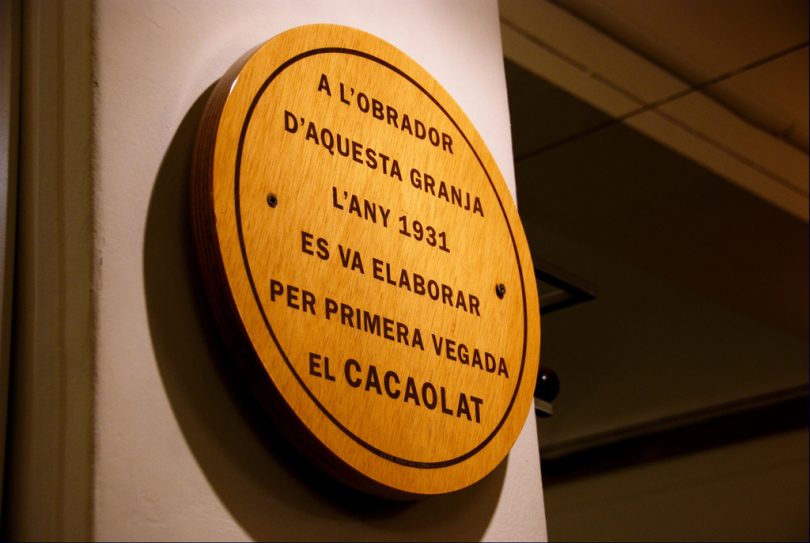 A L'OBRADOR
D'AQUESTA GRANJA
L'ANY 1931
ES VA ELABORAR
PER PRIMERA VEGADA
EL CACAOLAT